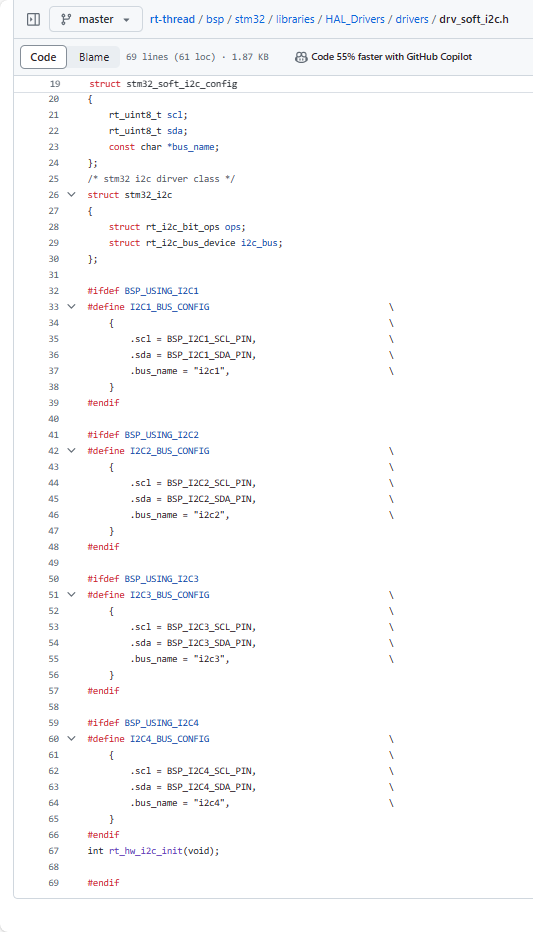 master
rt-thread / bsp / stm32 / libraries / HAL_Drivers / drivers / drv_soft_i2c.h
Code Blame 69 lines (61 loc) · 1.87 KB Code 55% faster with GitHub Copilot
19 struct stm32_soft_i2c_config
20 {
21 rt_uint8_t scl;
22 rt_uint8_t sda;
23 const char *bus_name;
24 };
25 /* stm32 i2c dirver class */
26 struct stm32_i2c
27 {
28 struct rt_i2c_bit_ops ops;
29 struct rt_i2c_bus_device i2c_bus;
30 };
31
32 #ifdef BSP_USING_I2C1
33 #define I2C1_BUS_CONFIG \
34 { \
35 .scl = BSP_I2C1_SCL_PIN, \
36 .sda = BSP_I2C1_SDA_PIN, \
37 .bus_name = "i2c1", \
38 }
39 #endif
40
41 #ifdef BSP_USING_I2C2
42 #define I2C2_BUS_CONFIG \
43 { \
44 .scl = BSP_I2C2_SCL_PIN, \
45 .sda = BSP_I2C2_SDA_PIN, \
46 .bus_name = "i2c2", \
47 }
48 #endif
49
50 #ifdef BSP_USING_I2C3
51 #define I2C3_BUS_CONFIG \
52 { \
53 .scl = BSP_I2C3_SCL_PIN, \
54 .sda = BSP_I2C3_SDA_PIN, \
55 .bus_name = "i2c3", \
56 }
57 #endif
58
59 #ifdef BSP_USING_I2C4
60 #define I2C4_BUS_CONFIG \
61 { \
62 .scl = BSP_I2C4_SCL_PIN, \
63 .sda = BSP_I2C4_SDA_PIN, \
64 .bus_name = "i2c4", \
65 }
66 #endif
67 int rt_hw_i2c_init(void);
68
69 #endif